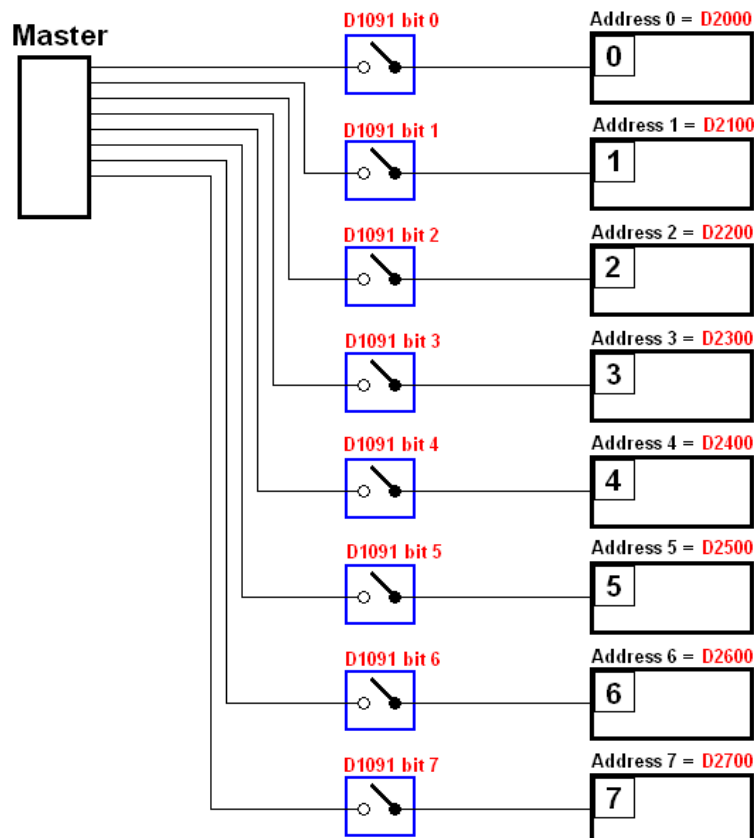 Master
D1091 bit 0
Address 0 = D2000
0
D1091 bit 1
Address 1 = D2100
1
D1091 bit 2
Address 2 = D2200
2
D1091 bit 3
Address 3 = D2300
3
D1091 bit 4
Address 4 = D2400
4
D1091 bit 5
Address 5 = D2500
5
D1091 bit 6
Address 6 = D2600
6
D1091 bit 7
Address 7 = D2700
7